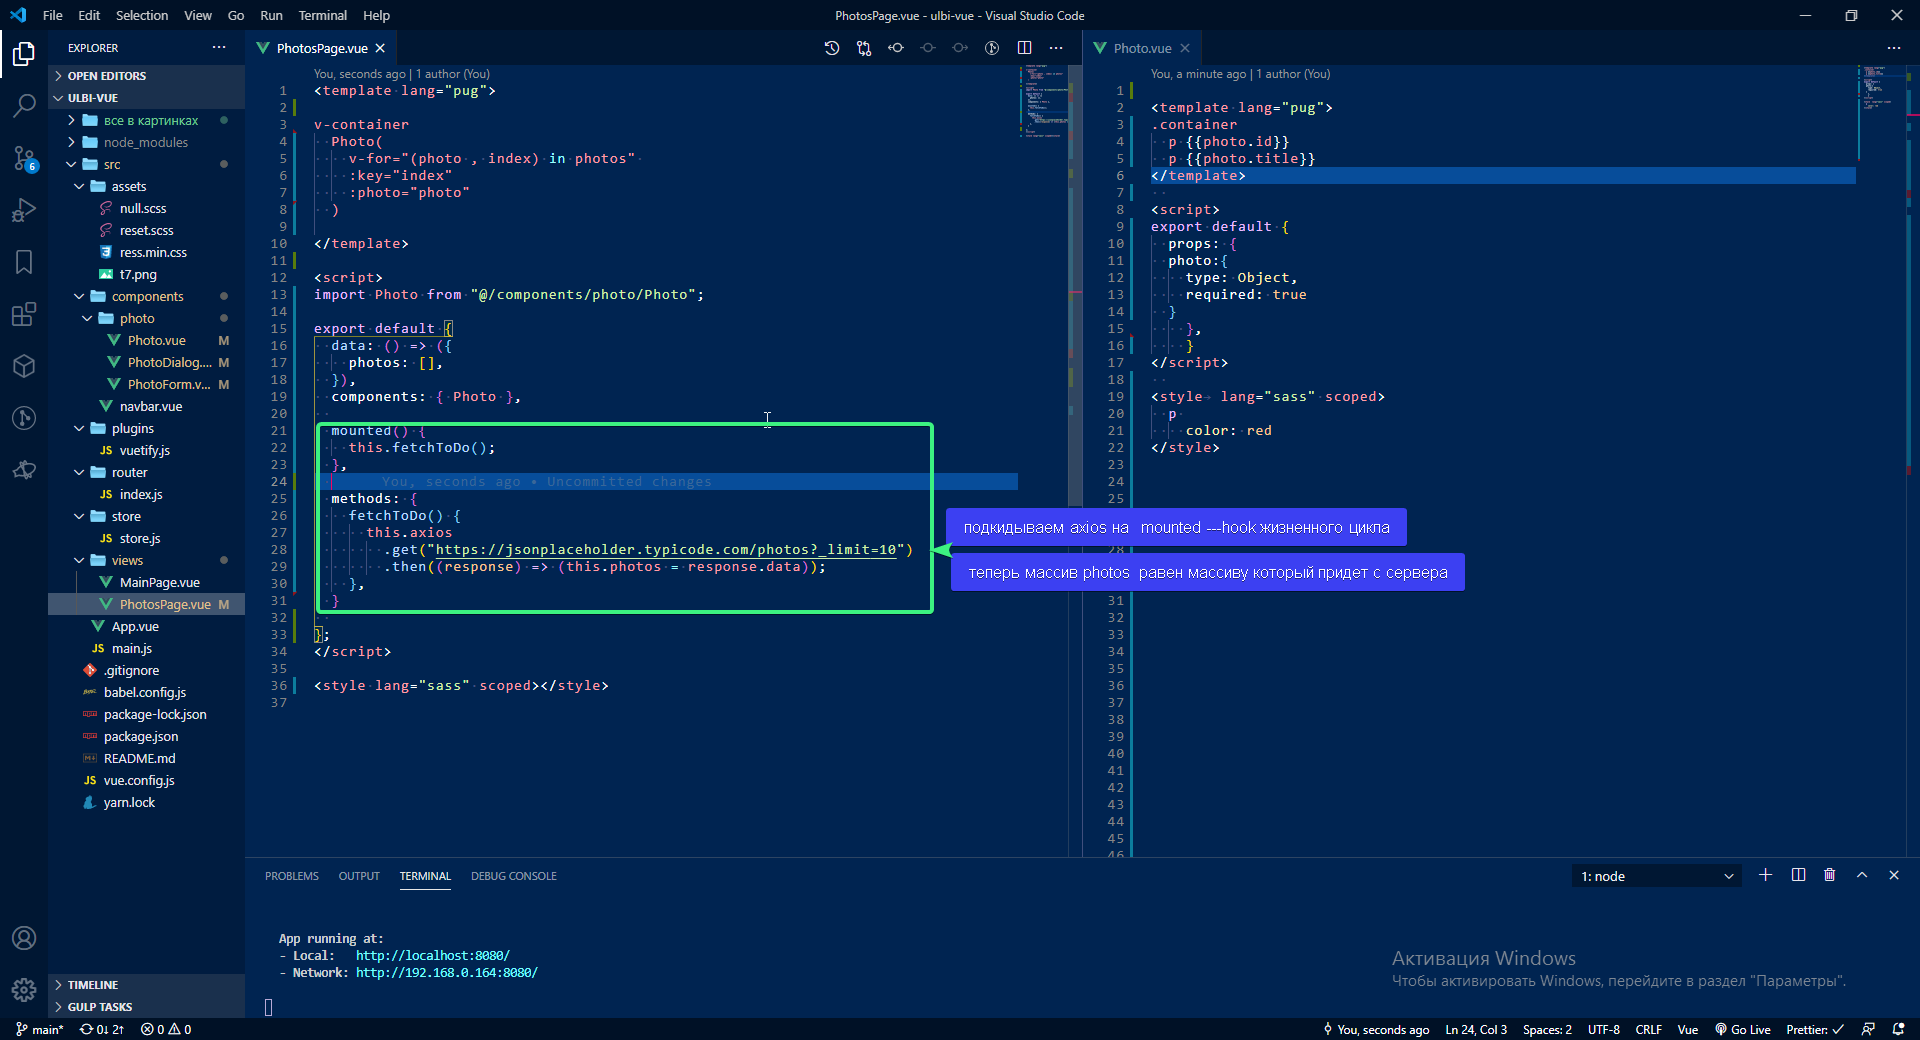 File Edit Selection View Go Run Terminal Help
PhotosPage.vue - ulbi-vue - Visual Studio Code
EXPLORER
OPEN EDITORS
ULBI-VUE
все в картинках
node_modules
src
assets
null.scss
reset.scss
ress.min.css
t7.png
components
photo
Photo.vue M
PhotoDialog.... M
PhotoForm.v... M
navbar.vue
plugins
vuetify.js
router
index.js
store
store.js
views
MainPage.vue
PhotosPage.vue M
App.vue
main.js
.gitignore
babel.config.js
package-lock.json
package.json
README.md
vue.config.js
yarn.lock
TIMELINE
GULP TASKS
PhotosPage.vue
You, seconds ago | 1 author (You)
1 <template lang="pug">
2
3 v-container
4 Photo(
5 v-for="(photo , index) in photos"
6 :key="index"
7 :photo="photo"
8 )
9
10 </template>
11
12 <script>
13 import Photo from "@/components/photo/Photo";
14
15 export default {
16 data: () => ({
17 photos: [],
18 }),
19 components: { Photo },
20
21 mounted() {
22 this.fetchToDo();
23 },
24 You, seconds ago • Uncommitted changes
25 methods: {
26 fetchToDo() {
27 this.axios
28 .get("https://jsonplaceholder.typicode.com/photos?_limit=10")
29 .then((response) => (this.photos = response.data));
30 },
31 }
32
33 };
34 </script>
35
36 <style lang="sass" scoped></style>
37
подкидываем axios на mounted ---hook жизненного цикла
теперь массив photos равен массиву который придет с сервера
Photo.vue
You, a minute ago | 1 author (You)
1
2 <template lang="pug">
3 .container
4 p {{photo.id}}
5 p {{photo.title}}
6 </template>
7
8 <script>
9 export default {
10 props: {
11 photo:{
12 type: Object,
13 required: true
14 }
15 },
16 }
17 </script>
18
19 <style lang="sass" scoped>
20 p
21 color: red
22 </style>
23
24
25
31
32
33
34
35
36
37
38
39
40
41
42
43
44
45
46
PROBLEMS OUTPUT TERMINAL DEBUG CONSOLE
1: node
App running at:
- Local: http://localhost:8080/
- Network: http://192.168.0.164:8080/
Активация Windows
Чтобы активировать Windows, перейдите в раздел "Параметры".
main* 0↓ 2↑ 0 0
You, seconds ago Ln 24, Col 3 Spaces: 2 UTF-8 CRLF Vue Go Live Prettier: ✓